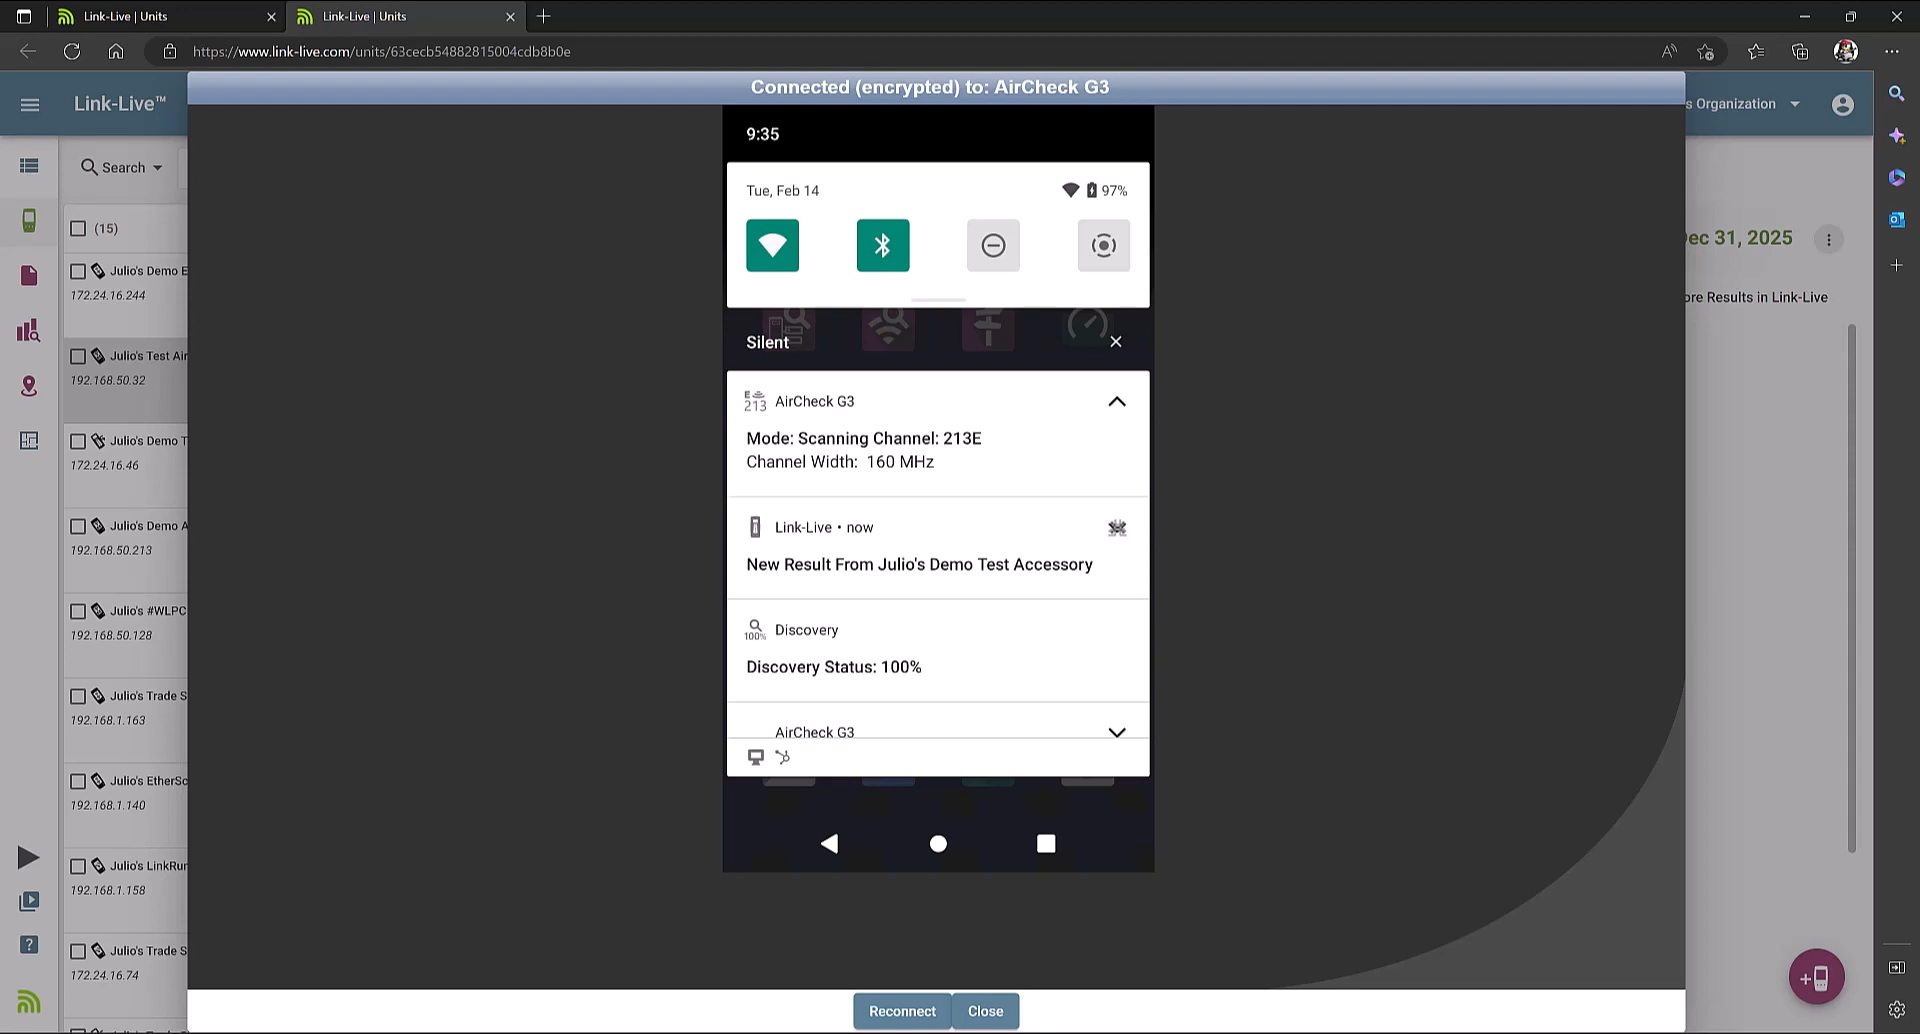 Link-Live | Units
Link-Live | Units
https://www.link-live.com/units/63cecb54882815004cdb8b0e
Connected (encrypted) to: AirCheck G3
Link-Live™
s Organization
Search
9:35
Tue, Feb 14
97%
(15)
ec 31, 2025
Julio's Demo E
172.24.16.244
ore Results in Link-Live
Silent
Julio's Test Air
192.168.50.32
E
213
AirCheck G3
Mode: Scanning Channel: 213E
Channel Width: 160 MHz
Julio's Demo T
172.24.16.46
Link-Live • now
New Result From Julio's Demo Test Accessory
Julio's Demo A
192.168.50.213
Julio's #WLPC
192.168.50.128
100%
Discovery
Discovery Status: 100%
Julio's Trade S
192.168.1.163
AirCheck G3
Julio's EtherSc
192.168.1.140
Julio's LinkRun
192.168.1.158
Julio's Trade S
172.24.16.74
Reconnect
Close